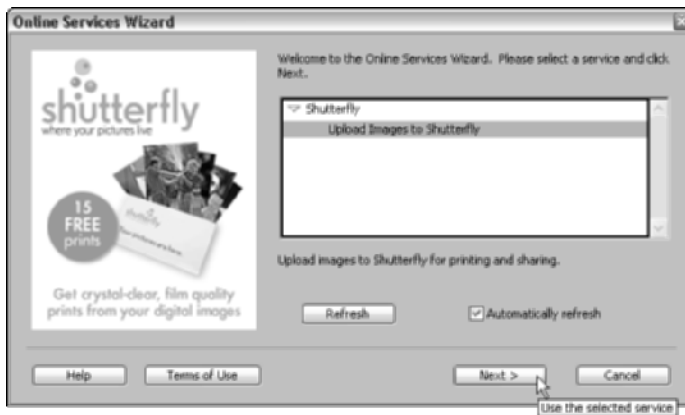 Online Services Wizard
shutterfly
where your pictures live
15
FREE
prints
shutterfly
Get crystal-clear, film quality
prints from your digital images
Welcome to the Online Services Wizard. Please select a service and click
Next.
Shutterfly
Upload Images to Shutterfly
Upload images to Shutterfly for printing and sharing.
Refresh
Automatically refresh
Help
Terms of Use
Next >
Cancel
Use the selected service